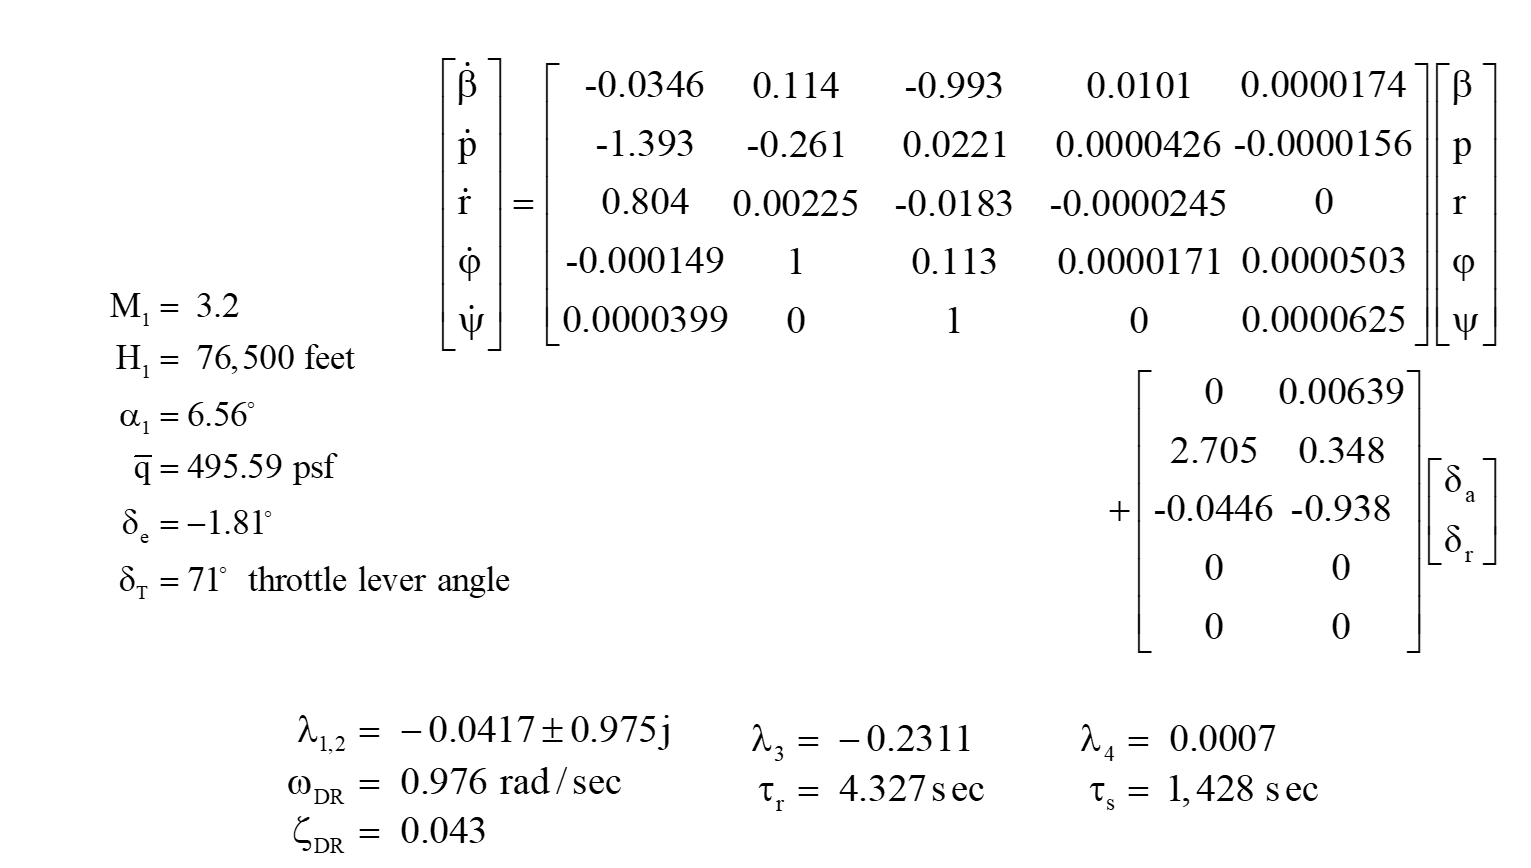 [β̇ ṗ ṙ φ̇ ψ̇] =
-0.0346 0.114 -0.993 0.0101 0.0000174
-1.393 -0.261 0.0221 0.0000426 -0.0000156
0.804 0.00225 -0.0183 -0.0000245 0
-0.000149 1 0.113 0.0000171 0.0000503
0.0000399 0 1 0 0.0000625
[β p r φ ψ]
+
0 0.00639
2.705 0.348
-0.0446 -0.938
0 0
0 0
[δa δr]
M₁ = 3.2
H₁ = 76,500 feet
α₁ = 6.56°
q̅ = 495.59 psf
δe = −1.81°
δT = 71° throttle lever angle
λ1,2 = −0.0417 ± 0.975j
ωDR = 0.976 rad/sec
ζDR = 0.043
λ₃ = −0.2311
τr = 4.327 sec
λ₄ = 0.0007
τs = 1,428 sec